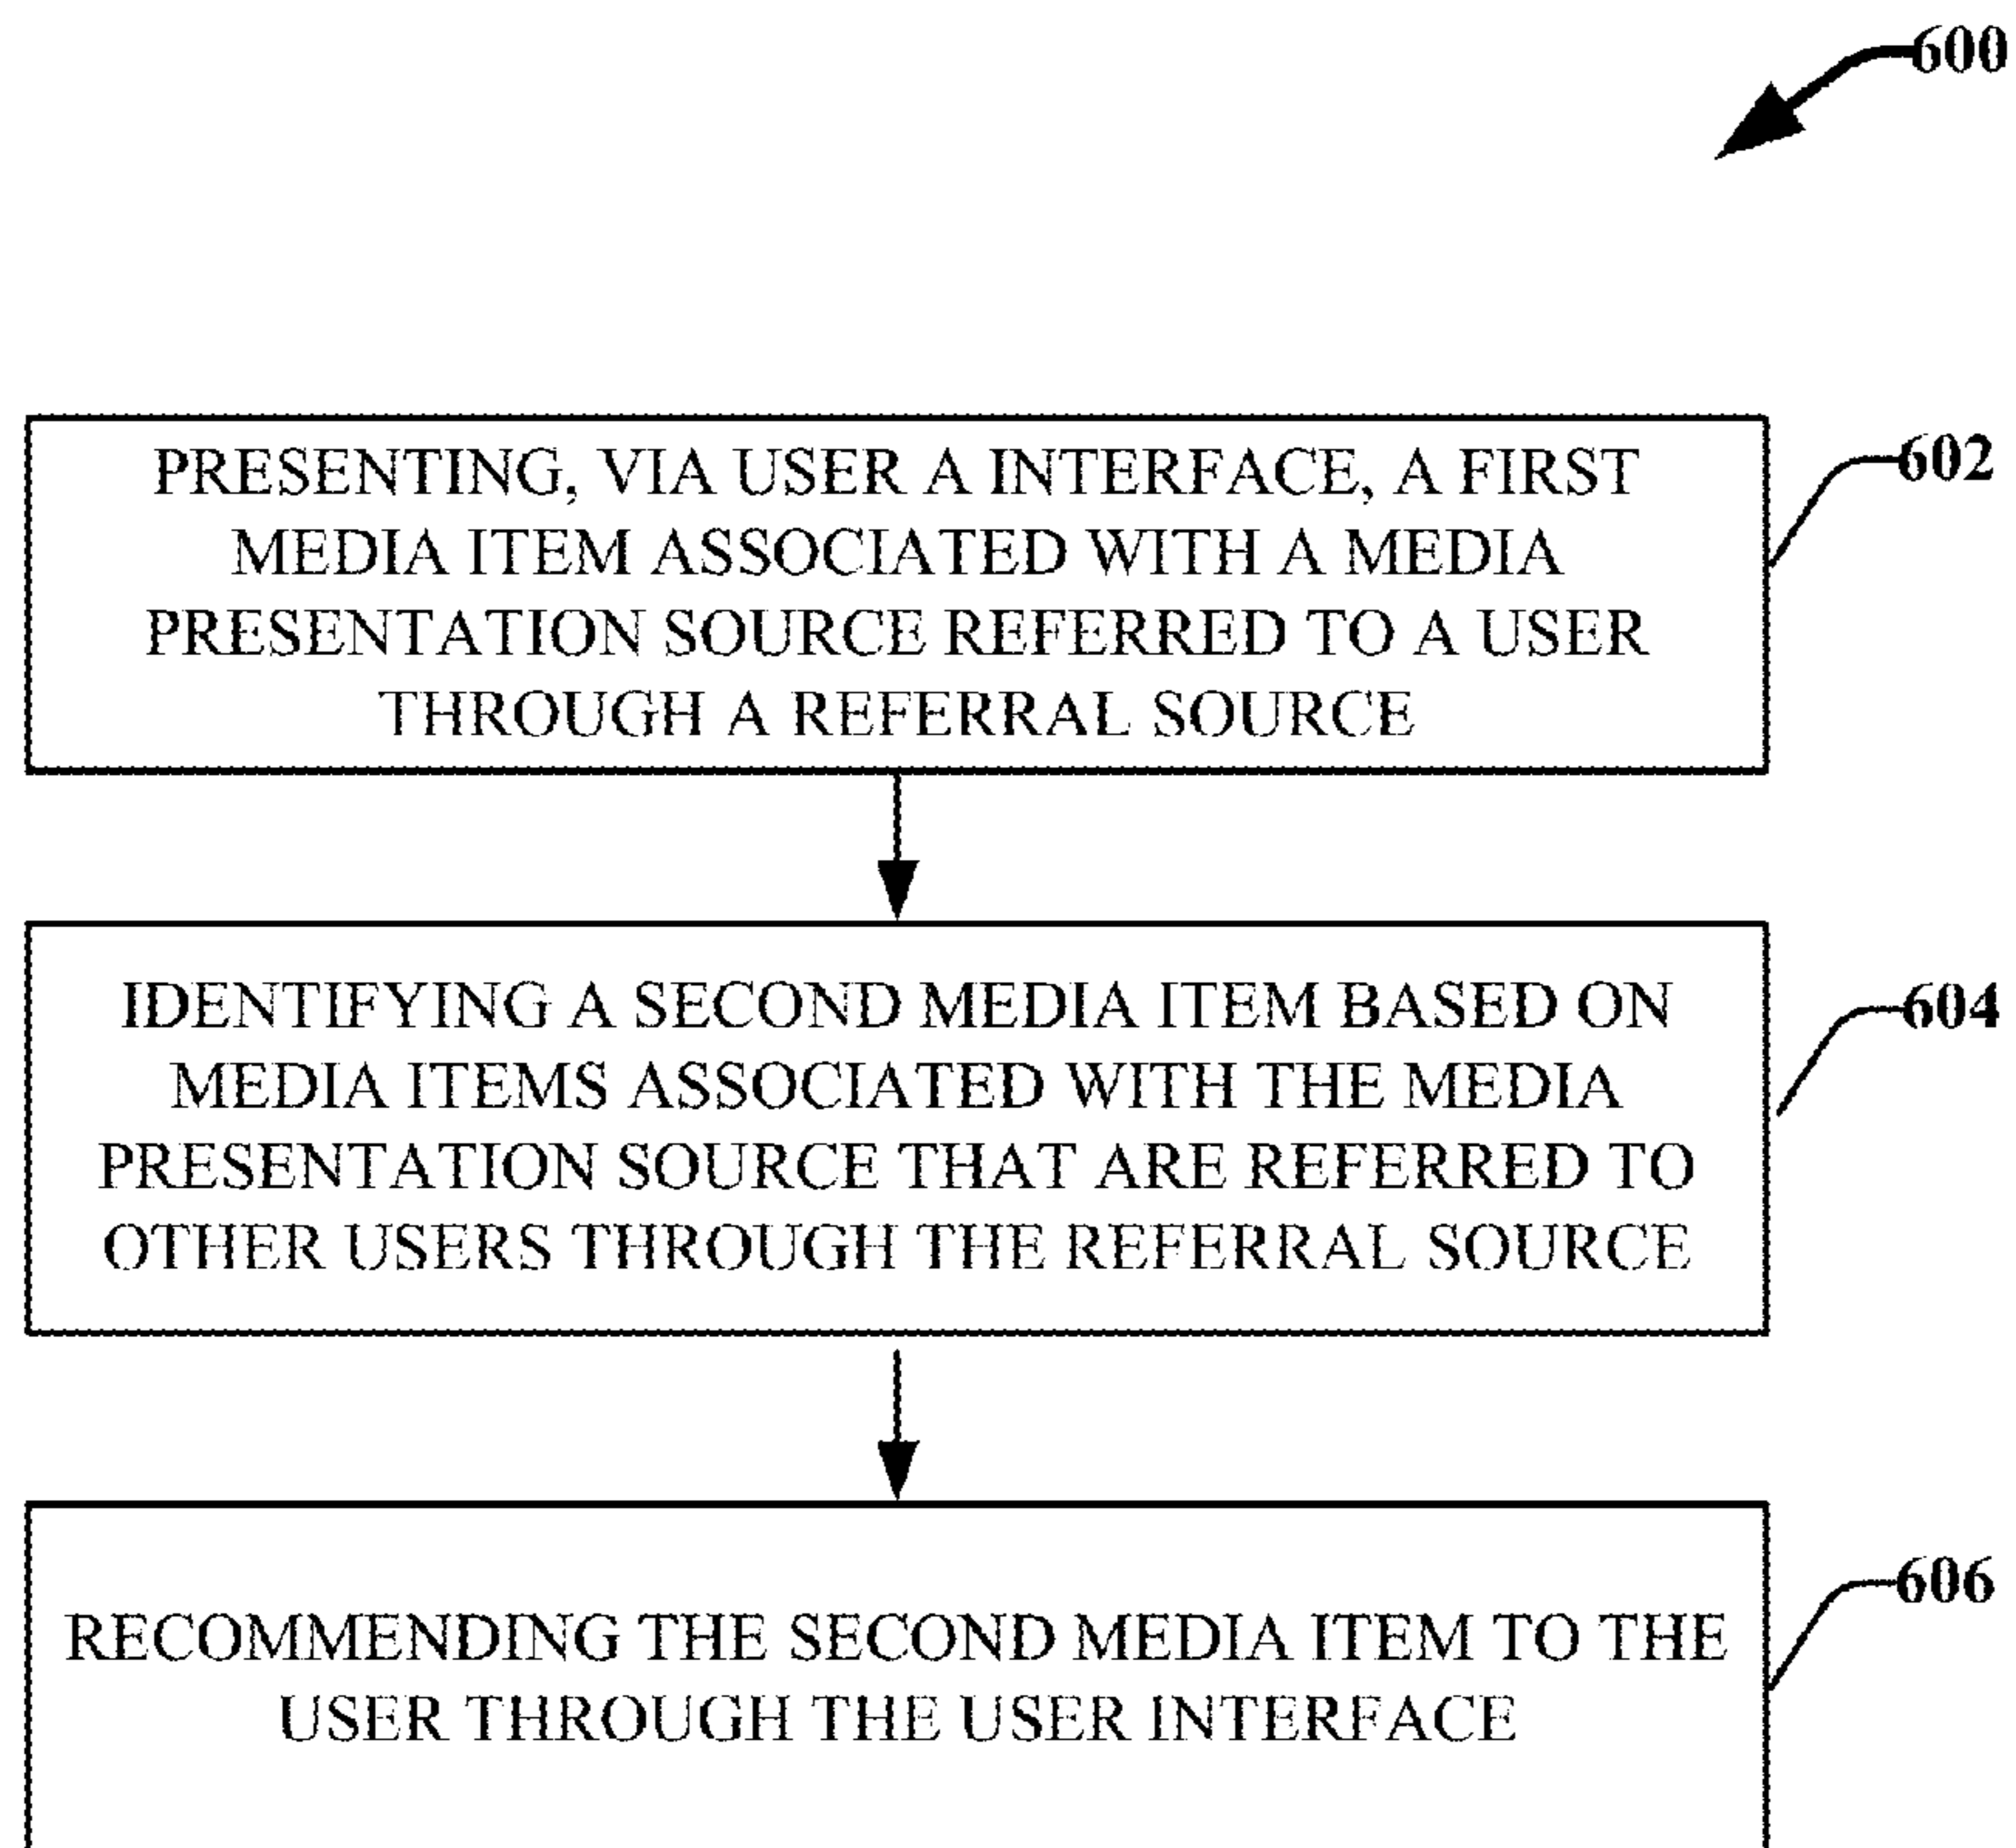 600
PRESENTING, VIA USER A INTERFACE, A FIRST
MEDIA ITEM ASSOCIATED WITH A MEDIA
PRESENTATION SOURCE REFERRED TO A USER
THROUGH A REFERRAL SOURCE
602
IDENTIFYING A SECOND MEDIA ITEM BASED ON
MEDIA ITEMS ASSOCIATED WITH THE MEDIA
PRESENTATION SOURCE THAT ARE REFERRED TO
OTHER USERS THROUGH THE REFERRAL SOURCE
604
RECOMMENDING THE SECOND MEDIA ITEM TO THE
USER THROUGH THE USER INTERFACE
606